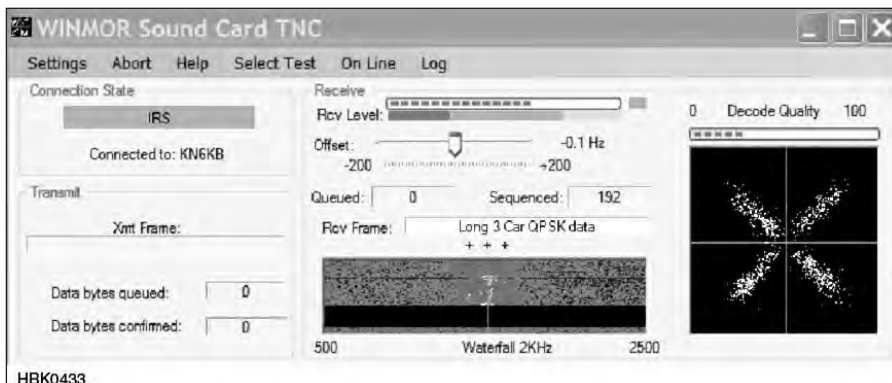 WINMOR Sound Card TNC
Settings Abort Help Select Test On Line Log
Connection State
IRS
Connected to: KN6KB
Transmit
Xmt Frame:
Data bytes queued: 0
Data bytes confirmed: 0
Receive
Rcv Level:
Offset: -0.1 Hz
-200 +200
Queued: 0 Sequenced: 192
Rcv Frame: Long 3 Car QPSK data
+ + +
500 Waterfall 2KHz 2500
0 Decode Quality 100
HBK0433